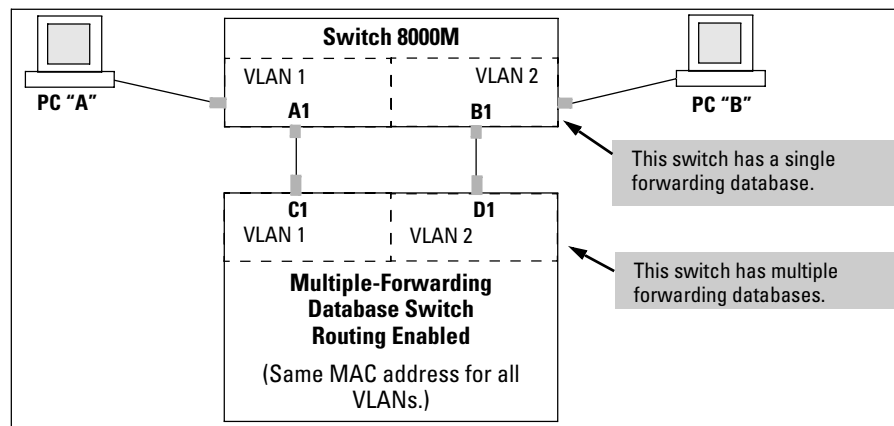 Switch 8000M
PC “A”
VLAN 1
VLAN 2
PC “B”
A1
B1
This switch has a single
forwarding database.
C1
D1
VLAN 1
VLAN 2
This switch has multiple
forwarding databases.
Multiple-Forwarding
Database Switch
Routing Enabled
(Same MAC address for all
VLANs.)